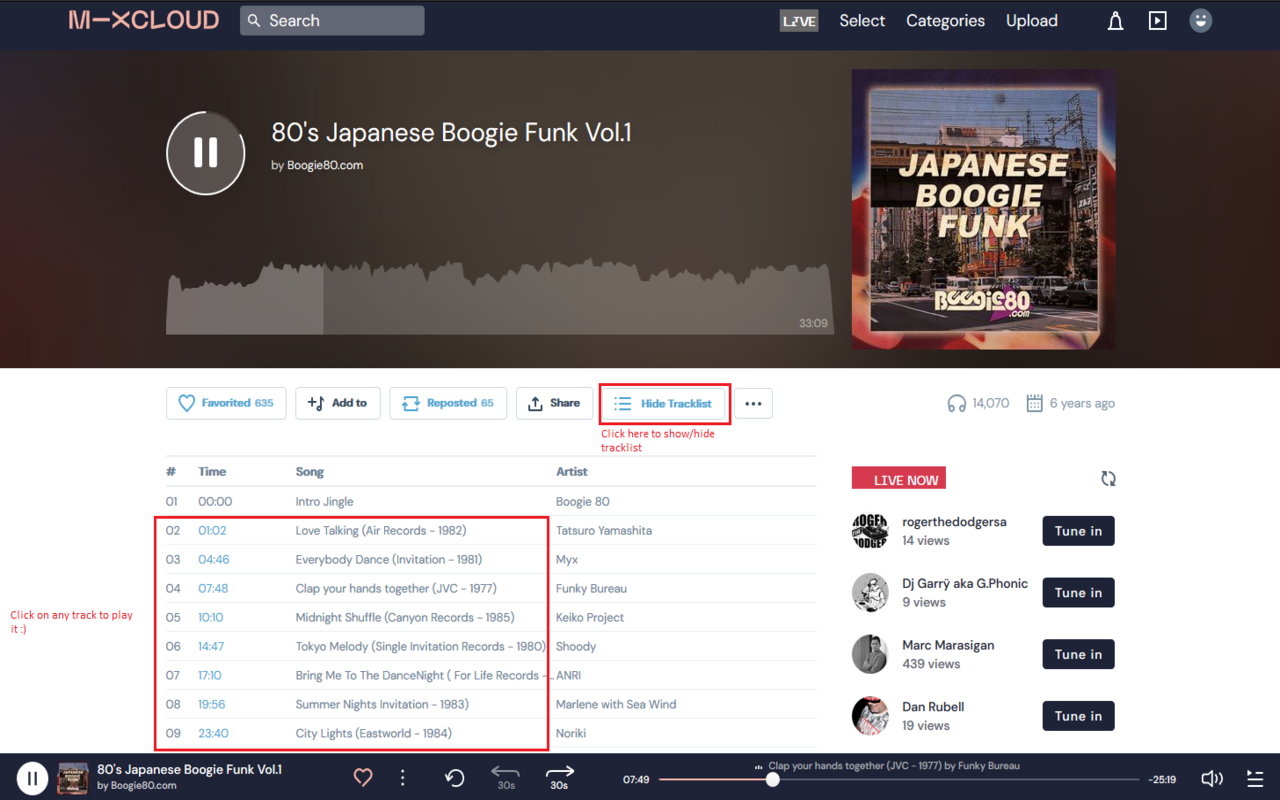 M-XCLOUD
Search
LIVE
Select
Categories
Upload
80's Japanese Boogie Funk Vol.1
by Boogie80.com
33:09
JAPANESE
BOOGIE
FUNK
BOOGIE80
.com
Favorited 635
Add to
Reposted 65
Share
Hide Tracklist
14,070
6 years ago
Click here to show/hide
tracklist
# Time Song Artist
01 00:00 Intro Jingle Boogie 80
02 01:02 Love Talking (Air Records - 1982) Tatsuro Yamashita
03 04:46 Everybody Dance (Invitation - 1981) Myx
04 07:48 Clap your hands together (JVC - 1977) Funky Bureau
05 10:10 Midnight Shuffle (Canyon Records - 1985) Keiko Project
06 14:47 Tokyo Melody (Single Invitation Records - 1980) Shoody
07 17:10 Bring Me To The DanceNight ( For Life Records -... ANRI
08 19:56 Summer Nights Invitation - 1983) Marlene with Sea Wind
09 23:40 City Lights (Eastworld - 1984) Noriki
Click on any track to play
it :)
LIVE NOW
ROGER
THE
DODGER
rogerthedodgersa
14 views
Tune in
Dj Garrÿ aka G.Phonic
9 views
Tune in
Marc Marasigan
439 views
Tune in
Dan Rubell
19 views
Tune in
80's Japanese Boogie Funk Vol.1
by Boogie80.com
30s
30s
07:49
Clap your hands together (JVC - 1977) by Funky Bureau
-25:19